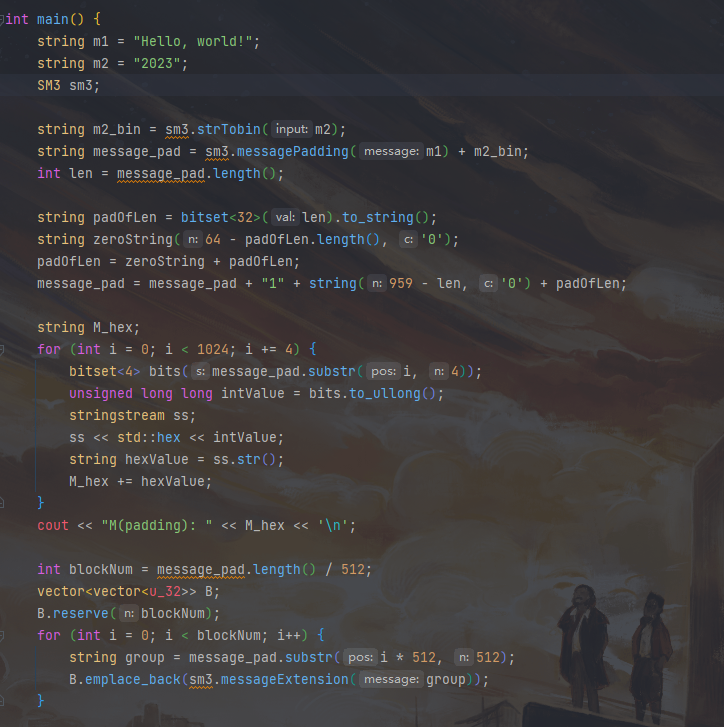 int main() {
string m1 = "Hello, world!";
string m2 = "2023";
SM3 sm3;
string m2_bin = sm3.strTobin( input: m2);
string message_pad = sm3.messagePadding( message: m1) + m2_bin;
int len = message_pad.length();
string padOfLen = bitset<32>( val: len).to_string();
string zeroString( n: 64 - padOfLen.length(), c: '0');
padOfLen = zeroString + padOfLen;
message_pad = message_pad + "1" + string( n: 959 - len, c: '0') + padOfLen;
string M_hex;
for (int i = 0; i < 1024; i += 4) {
bitset<4> bits( s: message_pad.substr( pos: i, n: 4));
unsigned long long intValue = bits.to_ullong();
stringstream ss;
ss << std::hex << intValue;
string hexValue = ss.str();
M_hex += hexValue;
}
cout << "M(padding): " << M_hex << '\n';
int blockNum = message_pad.length() / 512;
vector<vector<u_32>> B;
B.reserve( n: blockNum);
for (int i = 0; i < blockNum; i++) {
string group = message_pad.substr( pos: i * 512, n: 512);
B.emplace_back(sm3.messageExtension( message: group));
}